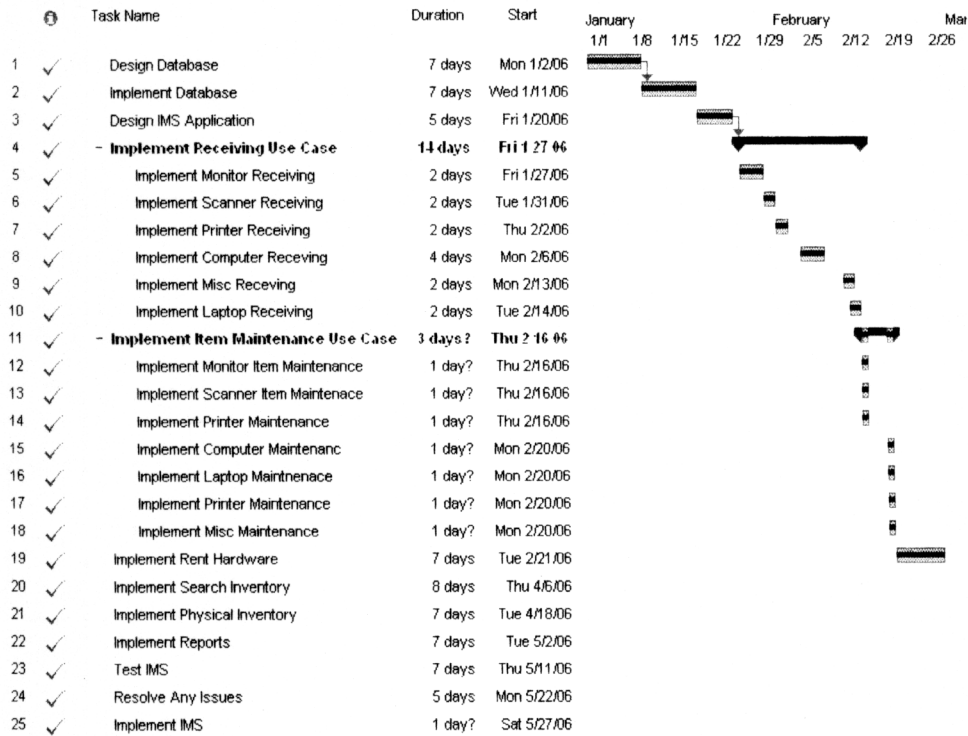 Task Name Duration Start January February Mar
1/1 1/8 1/15 1/22 1/29 2/5 2/12 2/19 2/26
1 Design Database 7 days Mon 1/2/06
2 Implement Database 7 days Wed 1/11/06
3 Design IMS Application 5 days Fri 1/20/06
4 - Implement Receiving Use Case 14 days Fri 1 27 06
5 Implement Monitor Receiving 2 days Fri 1/27/06
6 Implement Scanner Receiving 2 days Tue 1/31/06
7 Implement Printer Receiving 2 days Thu 2/2/06
8 Implement Computer Receving 4 days Mon 2/6/06
9 Implement Misc Receving 2 days Mon 2/13/06
10 Implement Laptop Receiving 2 days Tue 2/14/06
11 - Implement Item Maintenance Use Case 3 days? Thu 2 16 06
12 Implement Monitor Item Maintenance 1 day? Thu 2/16/06
13 Implement Scanner Item Maintenace 1 day? Thu 2/16/06
14 Implement Printer Maintenance 1 day? Thu 2/16/06
15 Implement Computer Maintenanc 1 day? Mon 2/20/06
16 Implement Laptop Maintnenace 1 day? Mon 2/20/06
17 Implement Printer Maintenance 1 day? Mon 2/20/06
18 Implement Misc Maintenance 1 day? Mon 2/20/06
19 Implement Rent Hardware 7 days Tue 2/21/06
20 Implement Search Inventory 8 days Thu 4/6/06
21 Implement Physical Inventory 7 days Tue 4/18/06
22 Implement Reports 7 days Tue 5/2/06
23 Test IMS 7 days Thu 5/11/06
24 Resolve Any Issues 5 days Mon 5/22/06
25 Implement IMS 1 day? Sat 5/27/06